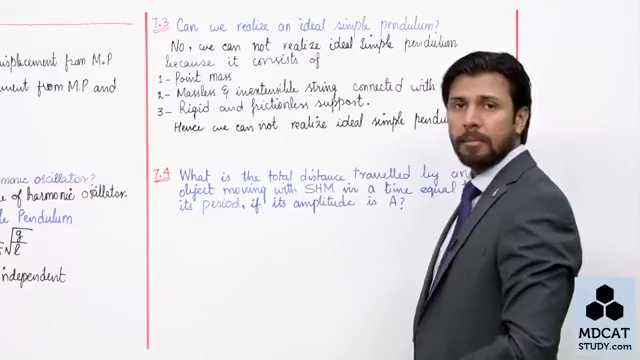 isplacement from M.P
ment from M.P and
armonic oscillator?
e of harmonic oscillator.
le Pendulum
= √g/l
independent
7.3 Can we realize an ideal simple pendulum?
No, we can not realize ideal simple pendulum
because it consists of
1- Point mass
2- Massless & inextensible string connected with
3- Rigid and frictionless support.
Hence we can not realize ideal simple pendu
7.4 What is the total distance travelled by an
object moving with SHM in a time equal t
its period, if its amplitude is A?
MDCAT
STUDY.com